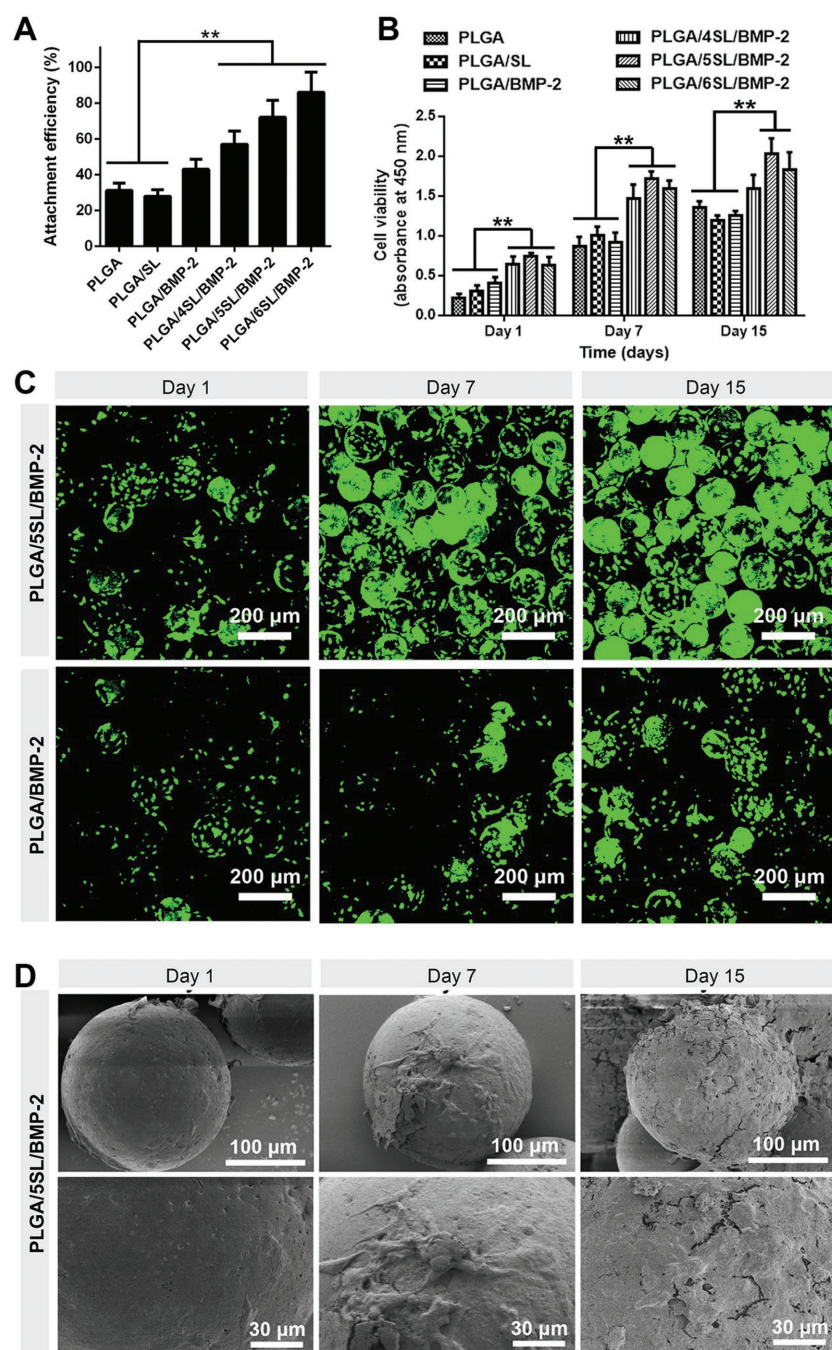 A
**
Attachment efficiency (%)
100
80
60
40
20
0
PLGA
PLGA/SL
PLGA/BMP-2
PLGA/4SL/BMP-2
PLGA/5SL/BMP-2
PLGA/6SL/BMP-2
B
PLGA
PLGA/SL
PLGA/BMP-2
PLGA/4SL/BMP-2
PLGA/5SL/BMP-2
PLGA/6SL/BMP-2
Cell viability
(absorbance at 450 nm)
2.5
2.0
1.5
1.0
0.5
0.0
**
**
**
Day 1
Day 7
Day 15
Time (days)
C
Day 1
Day 7
Day 15
PLGA/5SL/BMP-2
200 µm
200 µm
200 µm
PLGA/BMP-2
200 µm
200 µm
200 µm
D
Day 1
Day 7
Day 15
PLGA/5SL/BMP-2
100 µm
100 µm
100 µm
30 µm
30 µm
30 µm